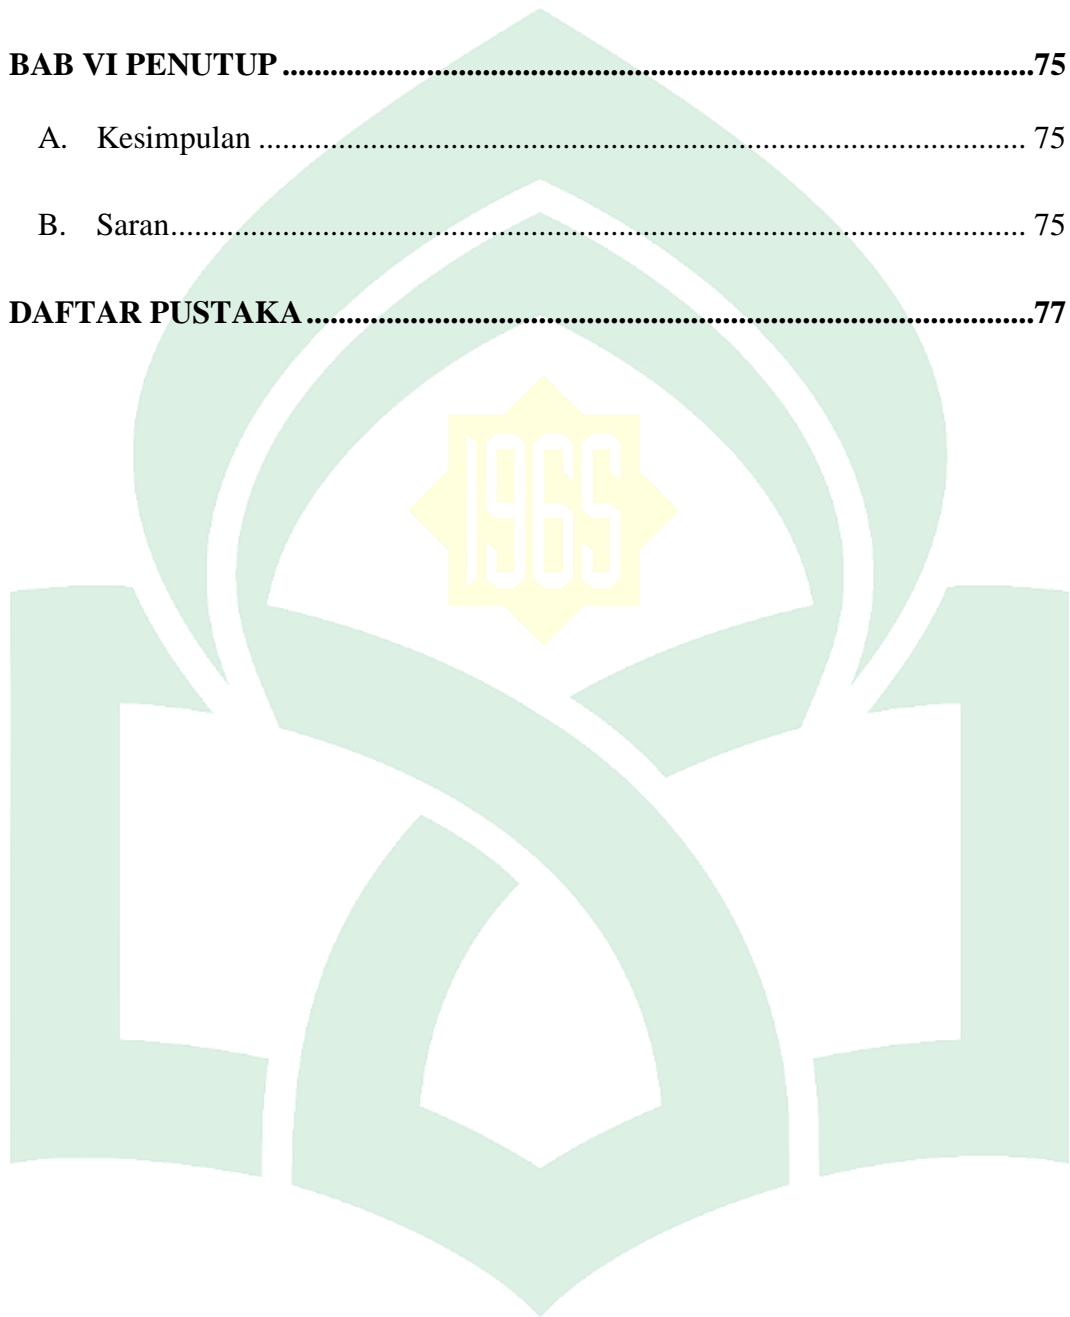 BAB VI PENUTUP ........................................................................................................................75
A. Kesimpulan ................................................................................................ 75
B. Saran........................................................................................................... 75
DAFTAR PUSTAKA ....................................................................................................................77
1965